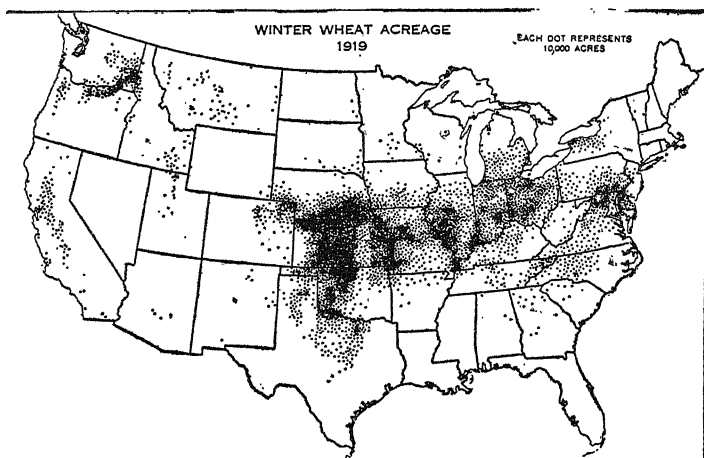 WINTER WHEAT ACREAGE
1919
EACH DOT REPRESENTS
10,000 ACRES